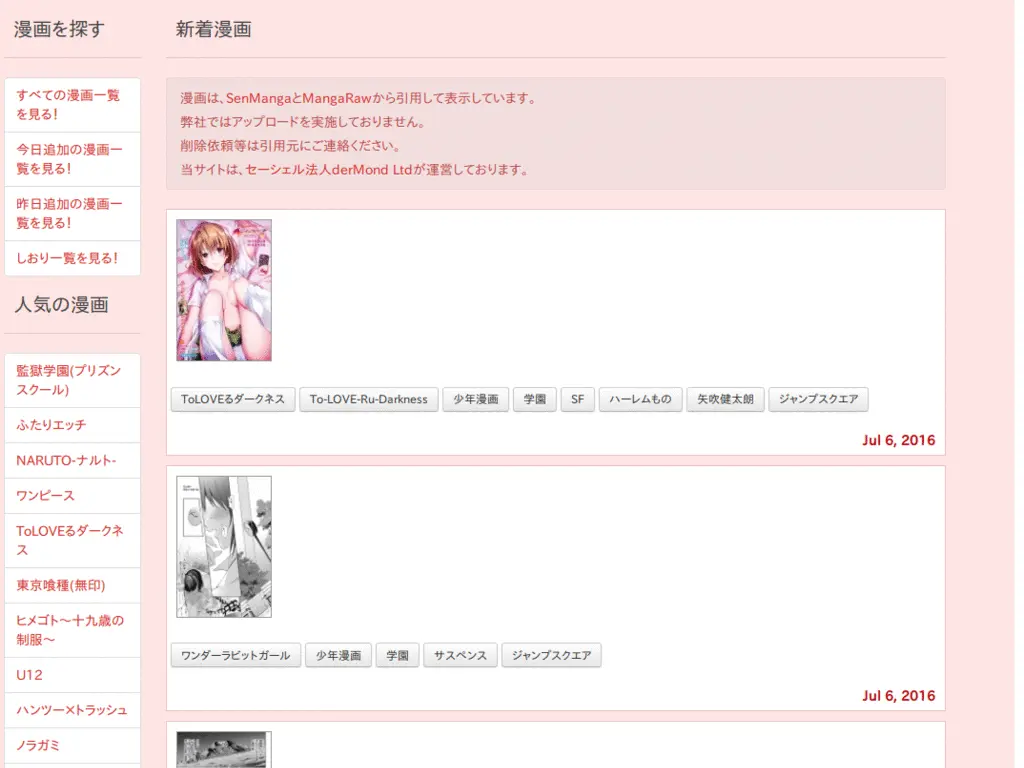 漫画を探す
すべての漫画一覧
を見る!
今日追加の漫画一
覧を見る!
昨日追加の漫画一
覧を見る!
しおり一覧を見る!
人気の漫画
監獄学園(プリズン
スクール)
ふたりエッチ
NARUTO-ナルト-
ワンピース
ToLOVEるダークネ
ス
東京喰種(無印)
ヒメゴト〜十九歳の
制服〜
U12
ハンツー×トラッシュ
ノラガミ
新着漫画
漫画は、SenMangaとMangaRawから引用して表示しています。
弊社ではアップロードを実施しておりません。
削除依頼等は引用元にご連絡ください。
当サイトは、セーシェル法人derMond Ltdが運営しております。
ToLOVEるダークネス To-LOVE-Ru-Darkness 少年漫画 学園 SF ハーレムもの 矢吹健太朗 ジャンプスクエア
Jul 6, 2016
ワンダーラビットガール 少年漫画 学園 サスペンス ジャンプスクエア
Jul 6, 2016